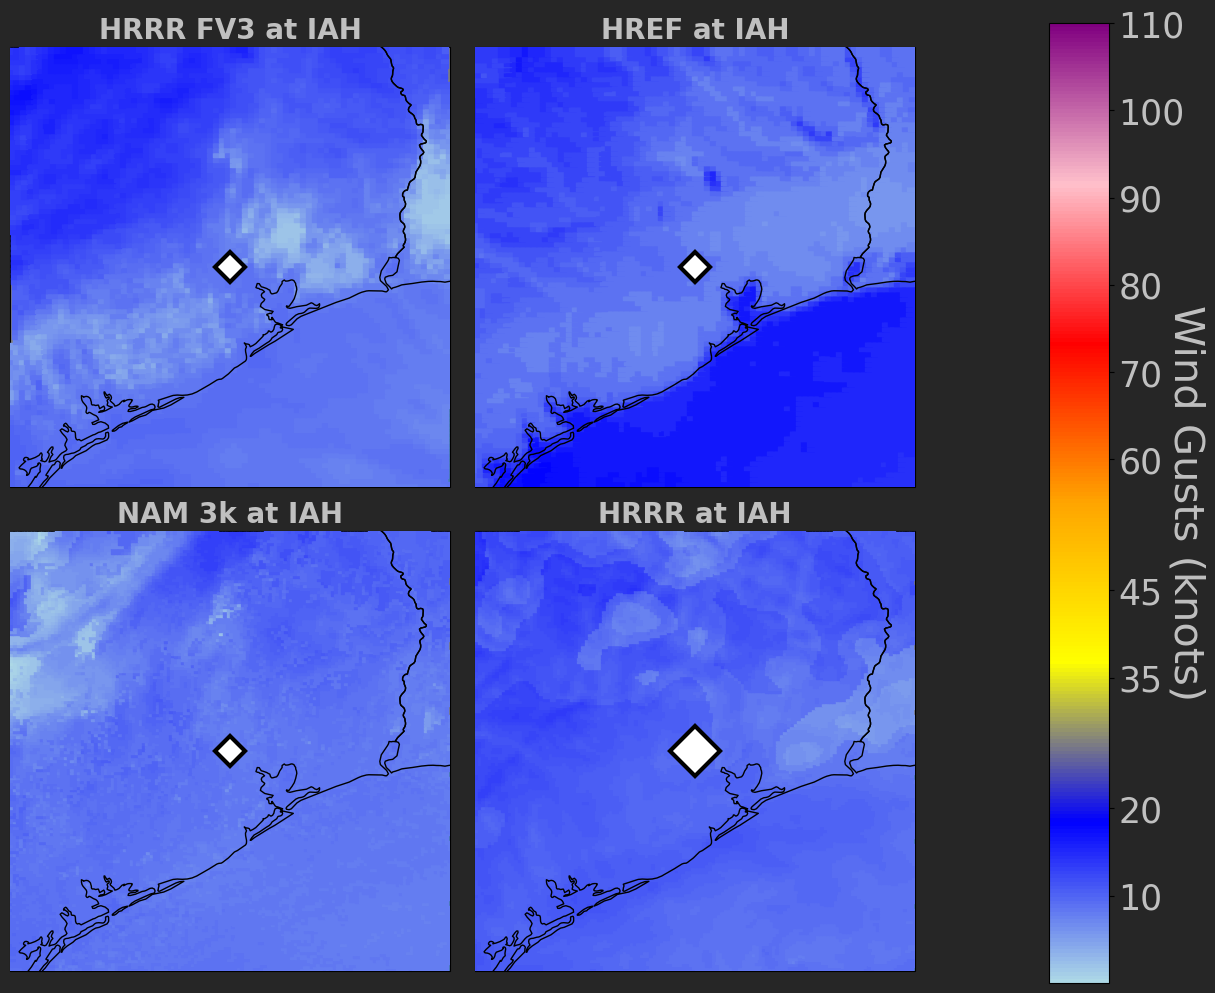 HRRR FV3 at IAH
HREF at IAH
NAM 3k at IAH
HRRR at IAH
110
100
90
80
70
60
45
35
20
10
Wind Gusts (knots)